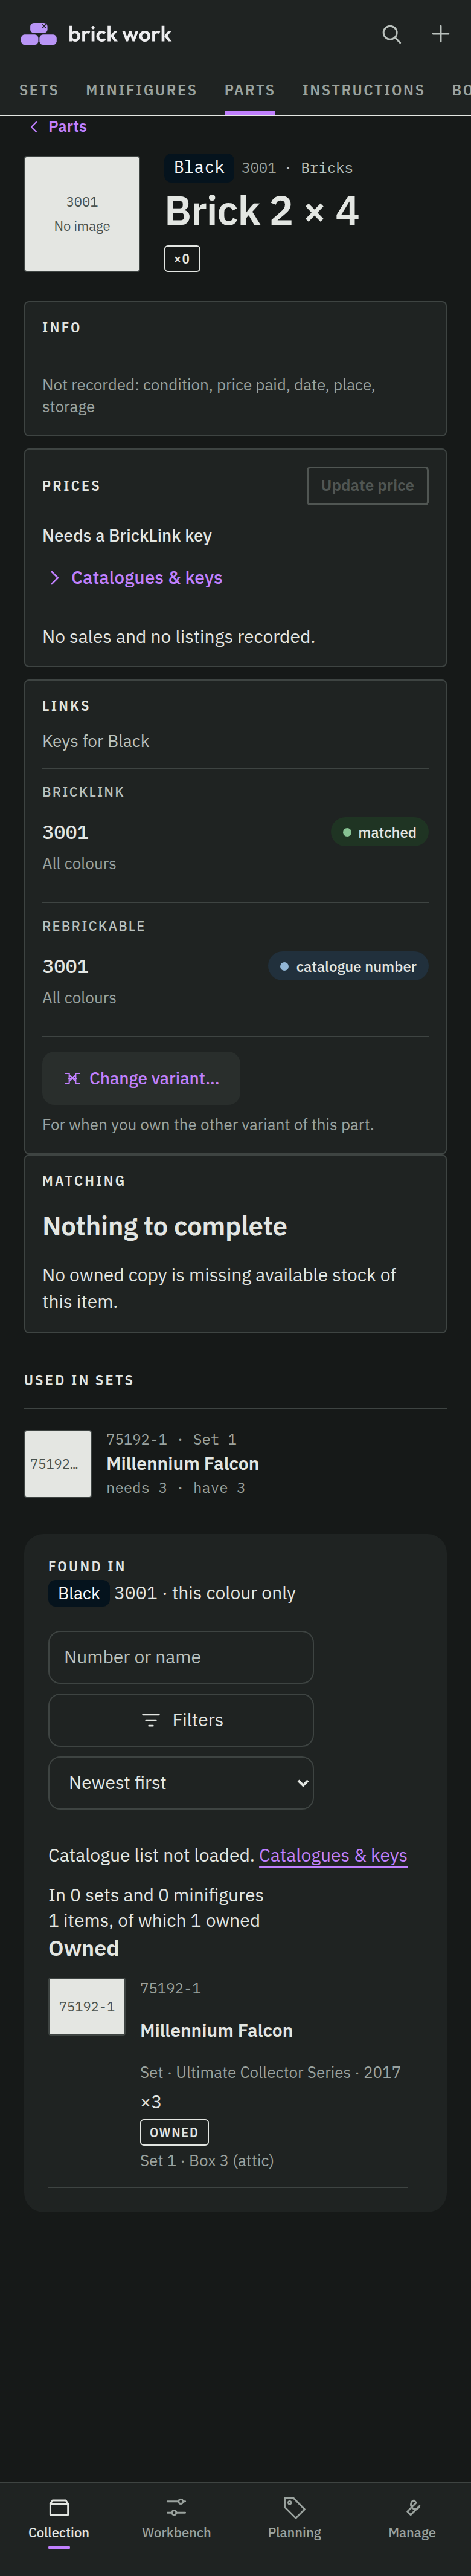 brick work
SETS MINIFIGURES PARTS INSTRUCTIONS BO
Parts
3001
No image
Black 3001 · Bricks
Brick 2 × 4
×0
INFO
Not recorded: condition, price paid, date, place,
storage
PRICES
Update price
Needs a BrickLink key
Catalogues & keys
No sales and no listings recorded.
LINKS
Keys for Black
BRICKLINK
3001
matched
All colours
REBRICKABLE
3001
catalogue number
All colours
Change variant...
For when you own the other variant of this part.
MATCHING
Nothing to complete
No owned copy is missing available stock of
this item.
USED IN SETS
75192…
75192-1 · Set 1
Millennium Falcon
needs 3 · have 3
FOUND IN
Black 3001 · this colour only
Number or name
Filters
Newest first
Catalogue list not loaded. Catalogues & keys
In 0 sets and 0 minifigures
1 items, of which 1 owned
Owned
75192-1
75192-1
Millennium Falcon
Set · Ultimate Collector Series · 2017
×3
OWNED
Set 1 · Box 3 (attic)
Collection Workbench Planning Manage